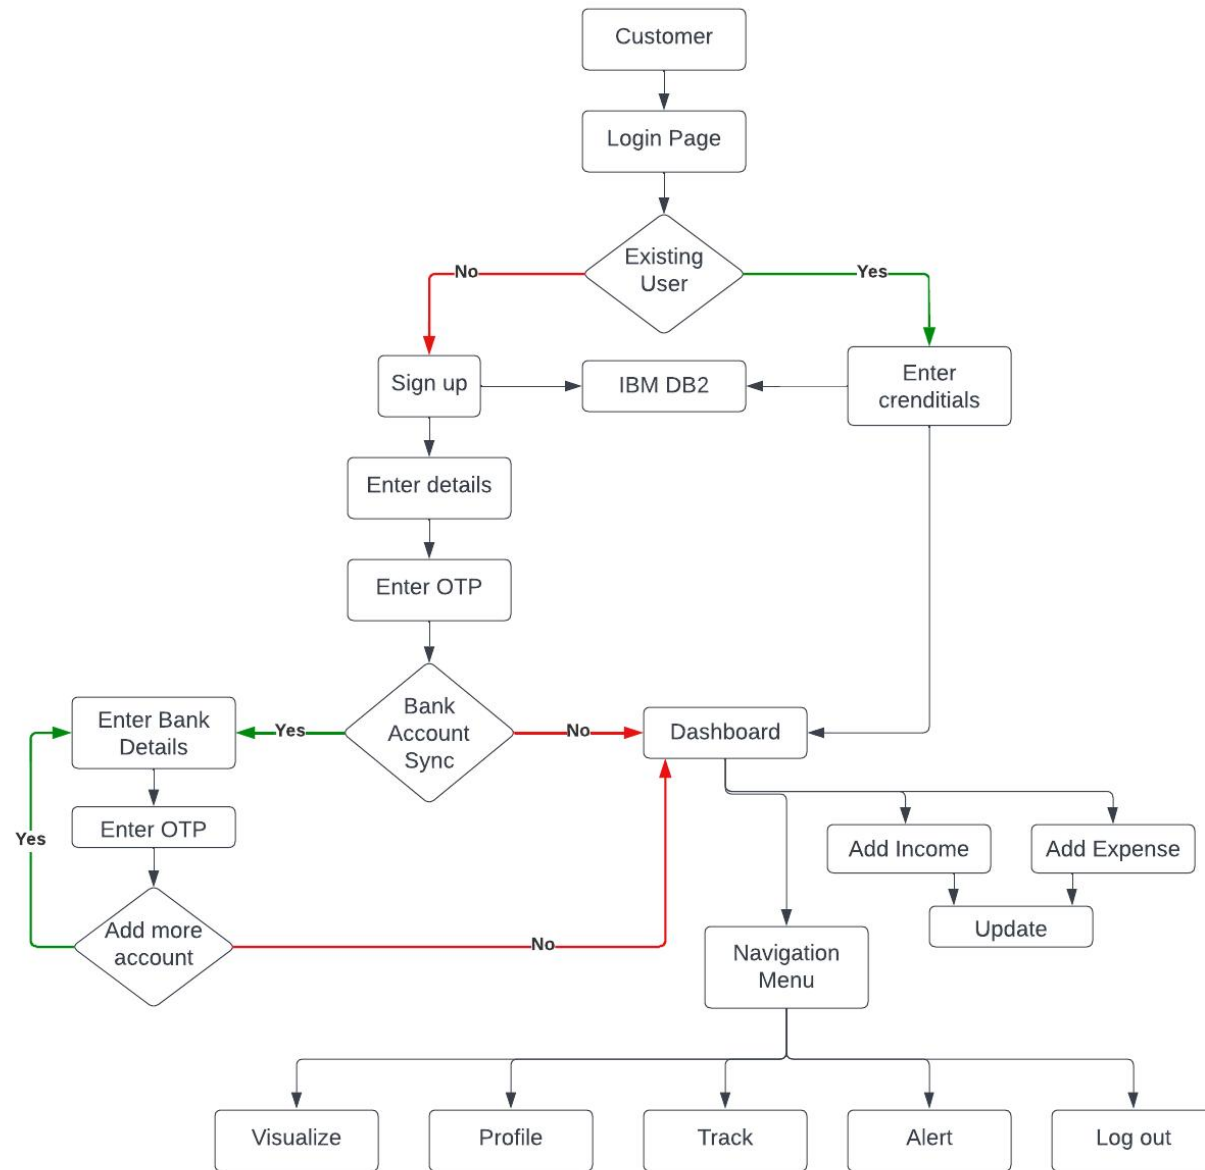 Customer
Login Page
Existing
User
No
Yes
Sign up
IBM DB2
Enter
crenditials
Enter details
Enter OTP
Bank
Account
Sync
Yes
No
Enter Bank
Details
Dashboard
Enter OTP
Yes
Add Income
Add Expense
Add more
account
No
Update
Navigation
Menu
Visualize
Profile
Track
Alert
Log out